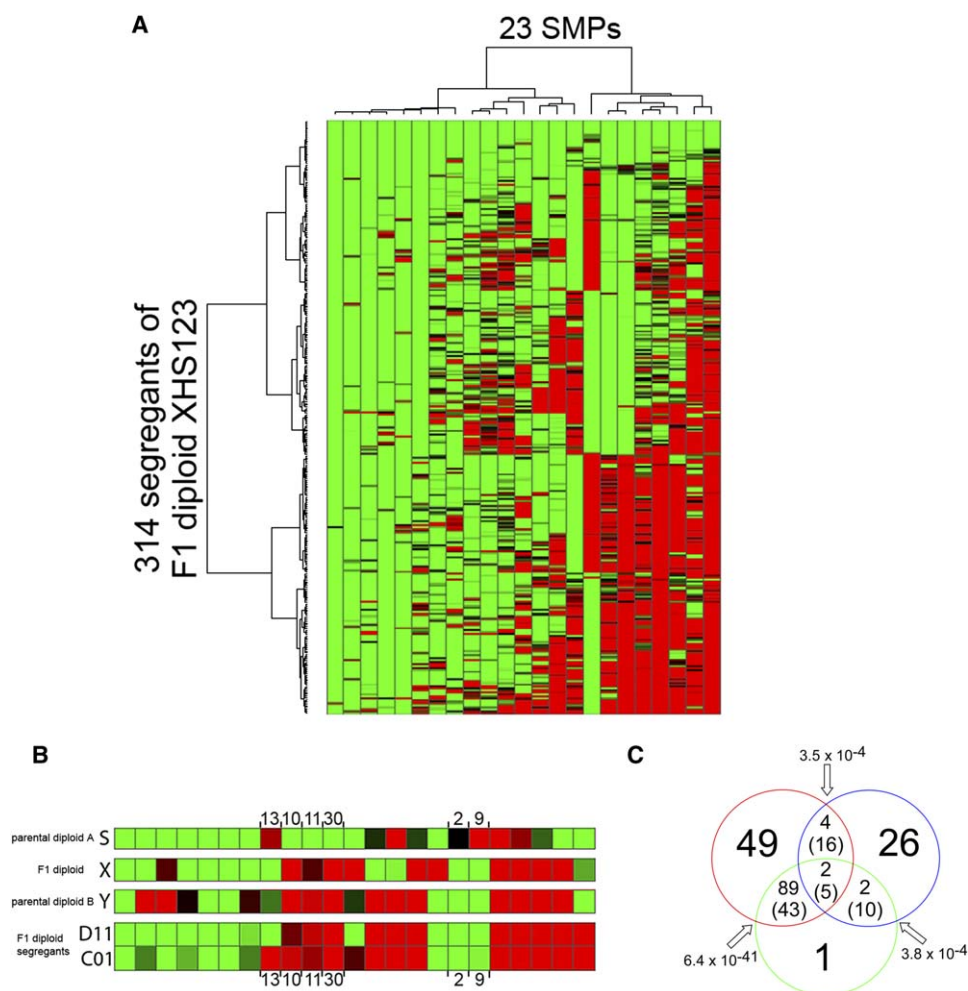 A
23 SMPs
314 segregants of
F1 diploid XHS123
B
13 10 11 30 2 9
parental diploid A S
F1 diploid X
parental diploid B Y
F1 diploid
segregants
D11
C01
13 10 11 30 2 9
C
3.5 x 10-4
49
4
(16)
26
2
(5)
89
(43)
2
(10)
1
6.4 x 10-41
3.8 x 10-4